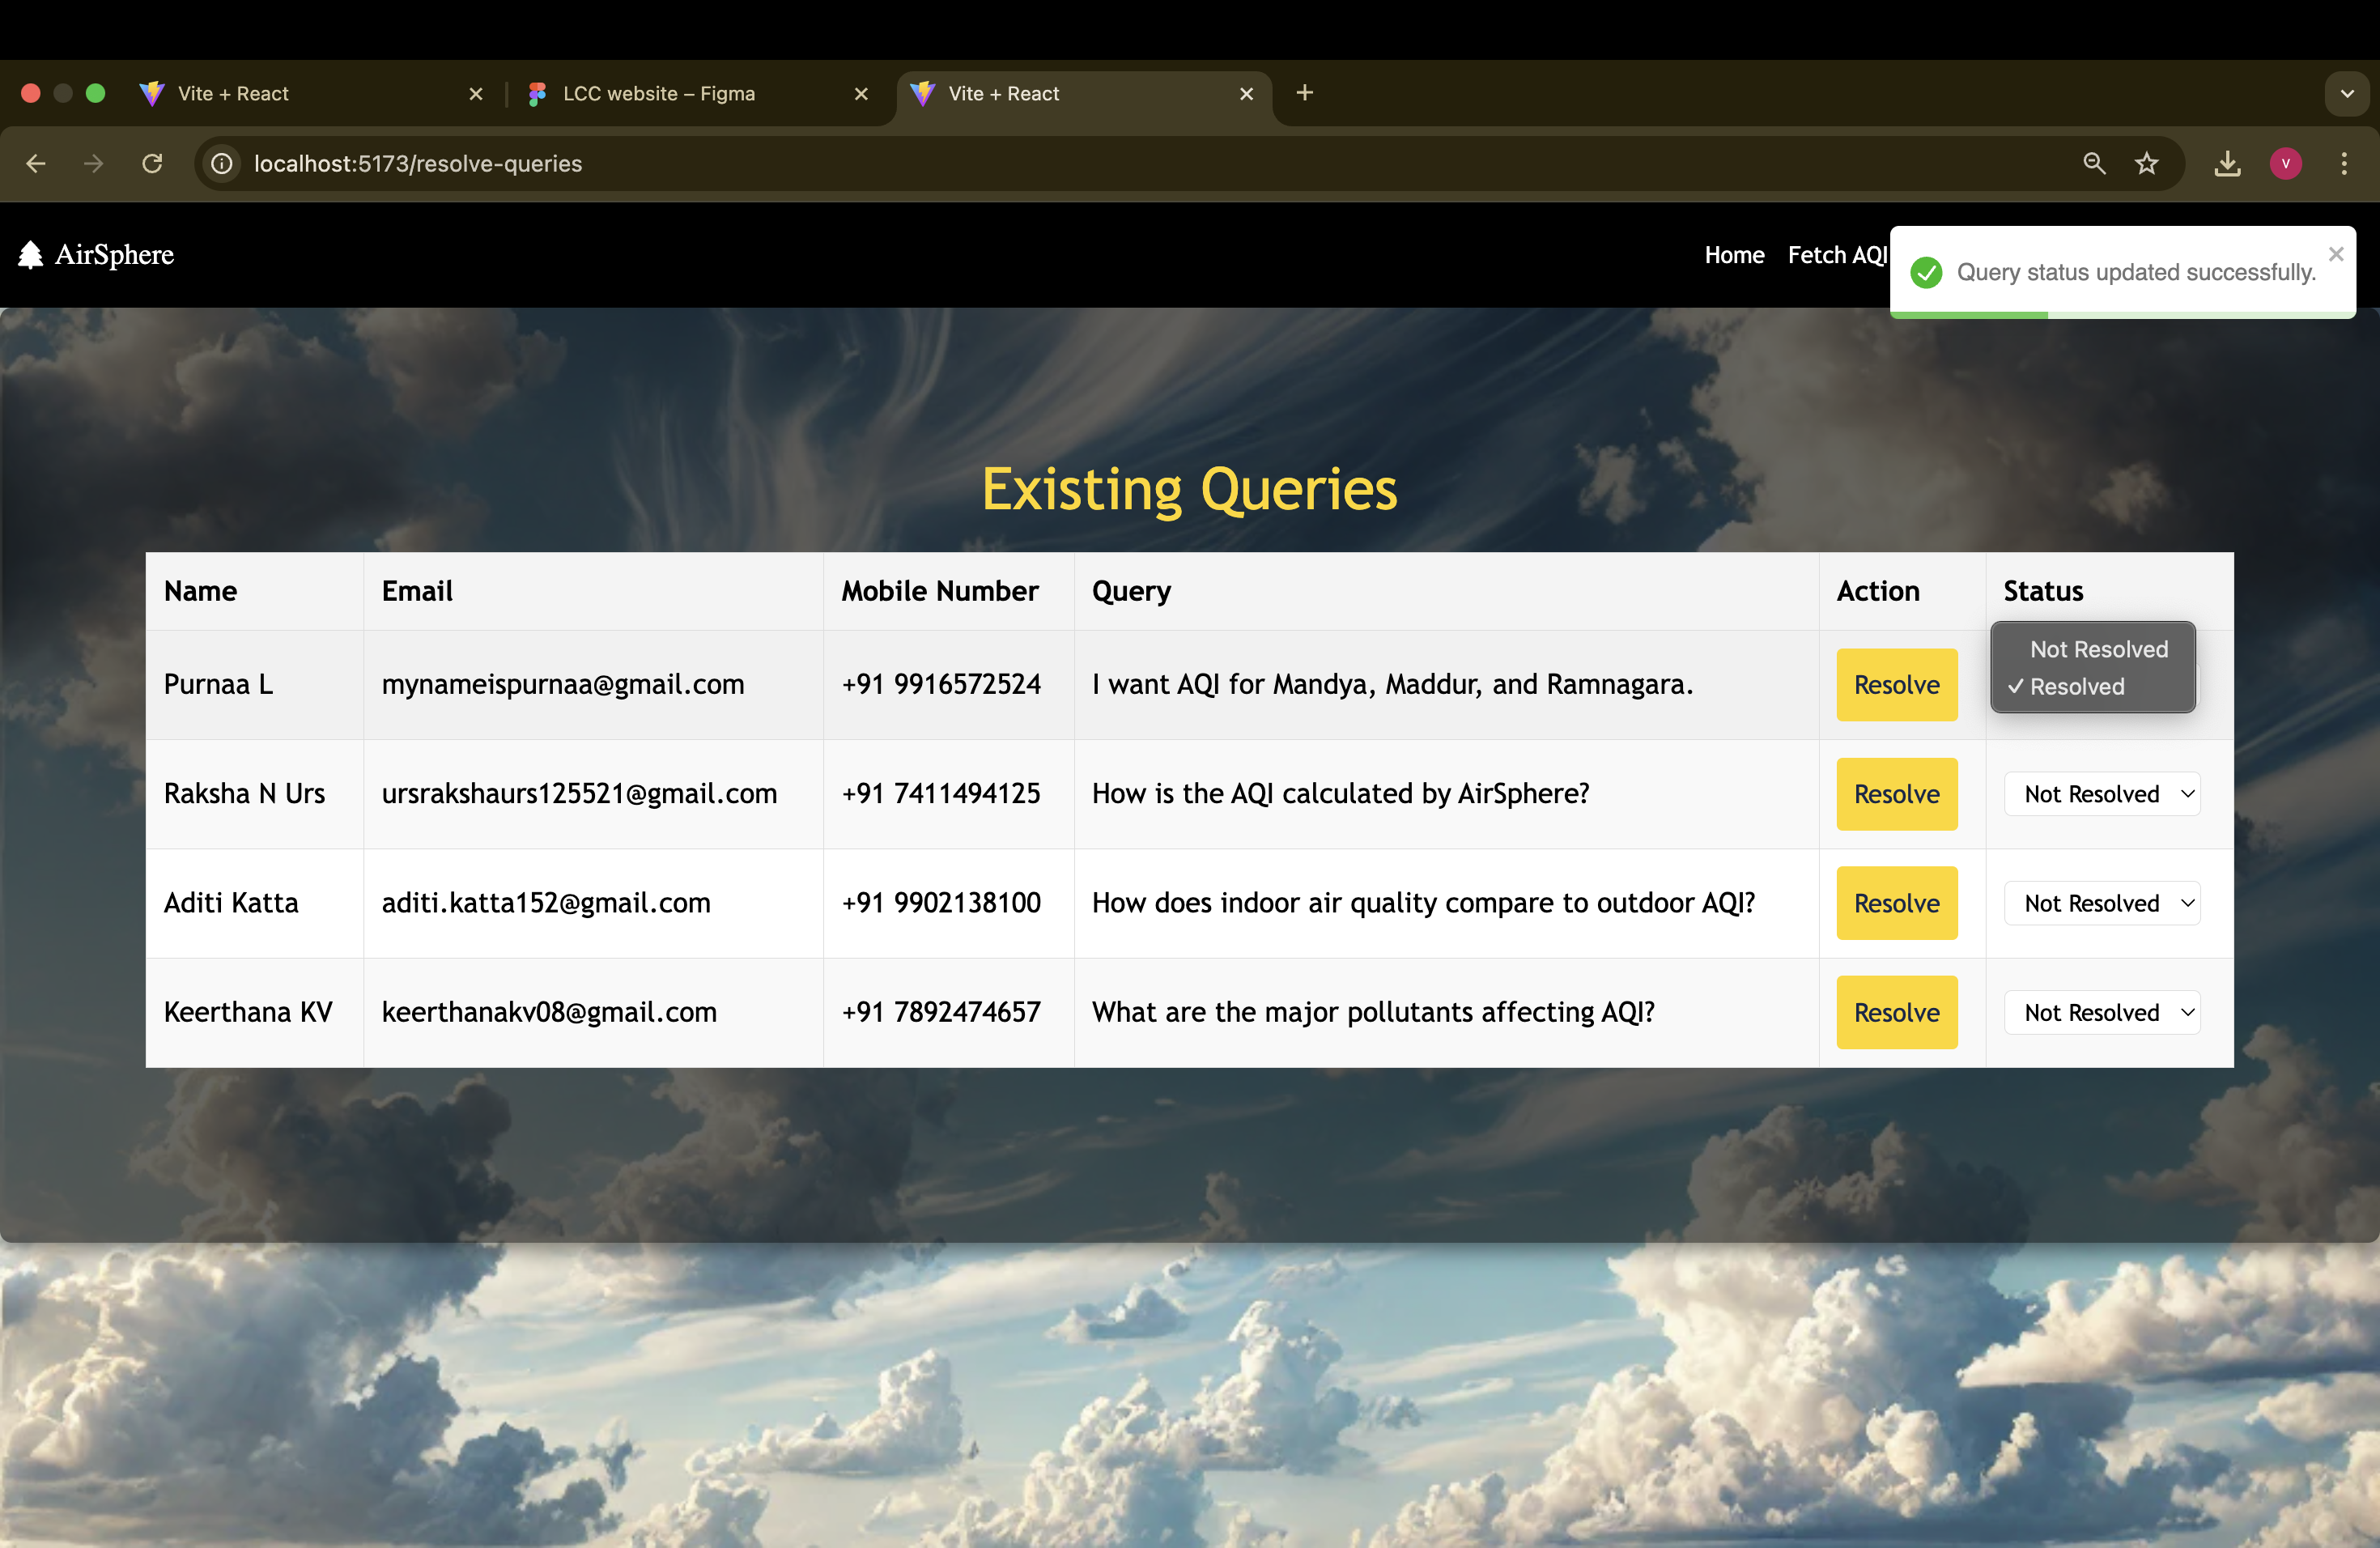 Vite + React
LCC website – Figma
Vite + React
localhost:5173/resolve-queries
V
AirSphere
Home Fetch AQI
Query status updated successfully.
Existing Queries
Name Email Mobile Number Query Action Status
Purnaa L mynameispurnaa@gmail.com +91 9916572524 I want AQI for Mandya, Maddur, and Ramnagara. Resolve
Not Resolved
✓ Resolved
Raksha N Urs ursrakshaurs125521@gmail.com +91 7411494125 How is the AQI calculated by AirSphere? Resolve Not Resolved
Aditi Katta aditi.katta152@gmail.com +91 9902138100 How does indoor air quality compare to outdoor AQI? Resolve Not Resolved
Keerthana KV keerthanakv08@gmail.com +91 7892474657 What are the major pollutants affecting AQI? Resolve Not Resolved